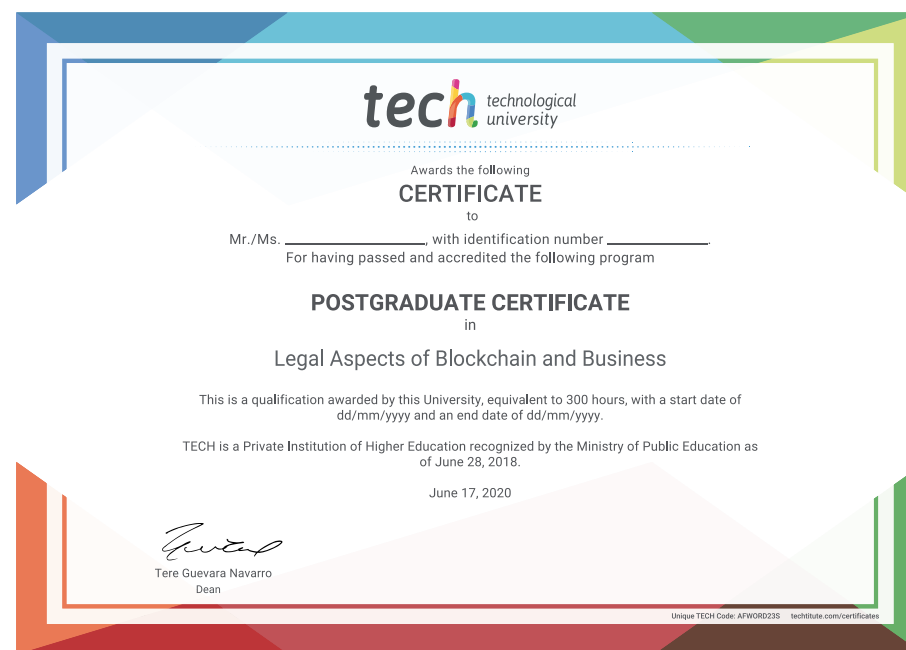 tech technological
university
Awards the following
CERTIFICATE
to
Mr./Ms. ____________, with identification number ____________.
For having passed and accredited the following program
POSTGRADUATE CERTIFICATE
in
Legal Aspects of Blockchain and Business
This is a qualification awarded by this University, equivalent to 300 hours, with a start date of
dd/mm/yyyy and an end date of dd/mm/yyyy.
TECH is a Private Institution of Higher Education recognized by the Ministry of Public Education as
of June 28, 2018.
June 17, 2020
Tere Guevara Navarro
Dean
Unique TECH Code: AFWORD23S techtitute.com/certificates